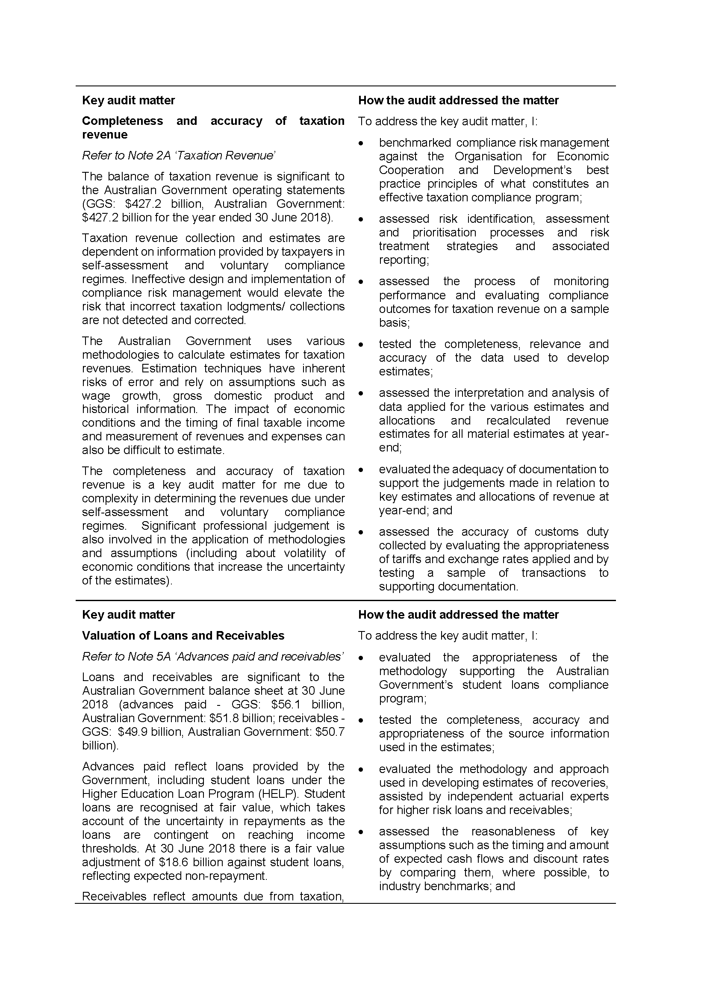 Key audit matter
Completeness and accuracy of taxation
revenue
Refer to Note 2A ‘Taxation Revenue’
The balance of taxation revenue is significant to
the Australian Government operating statements
(GGS: $427.2 billion, Australian Government:
$427.2 billion for the year ended 30 June 2018).
Taxation revenue collection and estimates are
dependent on information provided by taxpayers in
self-assessment and voluntary compliance
regimes. Ineffective design and implementation of
compliance risk management would elevate the
risk that incorrect taxation lodgments/ collections
are not detected and corrected.
The Australian Government uses various
methodologies to calculate estimates for taxation
revenues. Estimation techniques have inherent
risks of error and rely on assumptions such as
wage growth, gross domestic product and
historical information. The impact of economic
conditions and the timing of final taxable income
and measurement of revenues and expenses can
also be difficult to estimate.
The completeness and accuracy of taxation
revenue is a key audit matter for me due to
complexity in determining the revenues due under
self-assessment and voluntary compliance
regimes. Significant professional judgement is
also involved in the application of methodologies
and assumptions (including about volatility of
economic conditions that increase the uncertainty
of the estimates).
How the audit addressed the matter
To address the key audit matter, I:
• benchmarked compliance risk management
against the Organisation for Economic
Cooperation and Development’s best
practice principles of what constitutes an
effective taxation compliance program;
• assessed risk identification, assessment
and prioritisation processes and risk
treatment strategies and associated
reporting;
• assessed the process of monitoring
performance and evaluating compliance
outcomes for taxation revenue on a sample
basis;
• tested the completeness, relevance and
accuracy of the data used to develop
estimates;
• assessed the interpretation and analysis of
data applied for the various estimates and
allocations and recalculated revenue
estimates for all material estimates at year-
end;
• evaluated the adequacy of documentation to
support the judgements made in relation to
key estimates and allocations of revenue at
year-end; and
• assessed the accuracy of customs duty
collected by evaluating the appropriateness
of tariffs and exchange rates applied and by
testing a sample of transactions to
supporting documentation.
Key audit matter
Valuation of Loans and Receivables
Refer to Note 5A ‘Advances paid and receivables’
Loans and receivables are significant to the
Australian Government balance sheet at 30 June
2018 (advances paid - GGS: $56.1 billion,
Australian Government: $51.8 billion; receivables -
GGS: $49.9 billion, Australian Government: $50.7
billion).
Advances paid reflect loans provided by the
Government, including student loans under the
Higher Education Loan Program (HELP). Student
loans are recognised at fair value, which takes
account of the uncertainty in repayments as the
loans are contingent on reaching income
thresholds. At 30 June 2018 there is a fair value
adjustment of $18.6 billion against student loans,
reflecting expected non-repayment.
Receivables reflect amounts due from taxation,
How the audit addressed the matter
To address the key audit matter, I:
• evaluated the appropriateness of the
methodology supporting the Australian
Government’s student loans compliance
program;
• tested the completeness, accuracy and
appropriateness of the source information
used in the estimates;
• evaluated the methodology and approach
used in developing estimates of recoveries,
assisted by independent actuarial experts
for higher risk loans and receivables;
• assessed the reasonableness of key
assumptions such as the timing and amount
of expected cash flows and discount rates
by comparing them, where possible, to
industry benchmarks; and